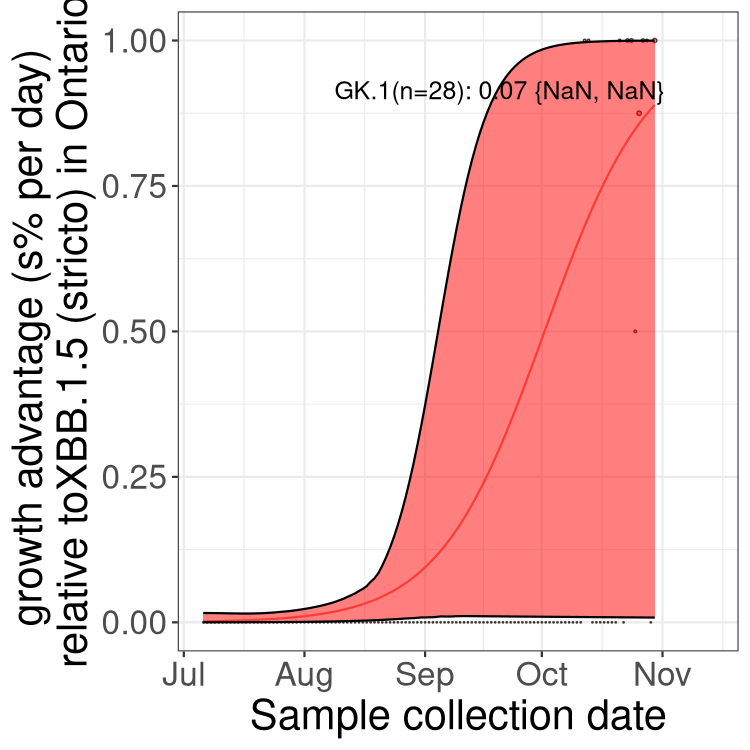 growth advantage (s% per day)
relative toXBB.1.5 (stricto) in Ontario
1.00
0.75
0.50
0.25
0.00
GK.1(n=28): 0.07 {NaN, NaN}
Jul Aug Sep Oct Nov
Sample collection date